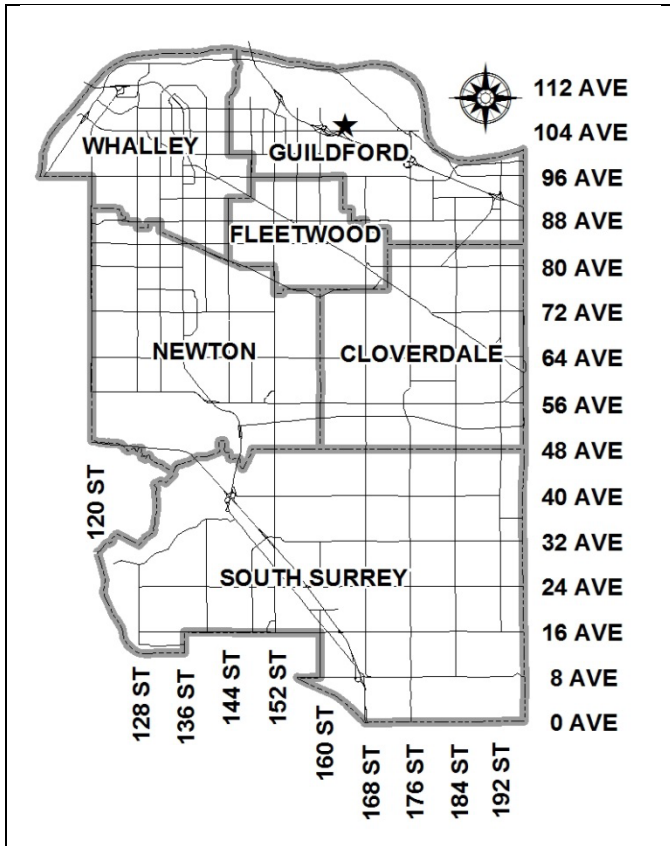 112 AVE
104 AVE
WHALLEY
GUILDFORD
96 AVE
88 AVE
FLEETWOOD
80 AVE
72 AVE
NEWTON
CLOVERDALE
64 AVE
56 AVE
48 AVE
120 ST
40 AVE
32 AVE
SOUTH SURREY
24 AVE
16 AVE
128 ST
136 ST
144 ST
152 ST
160 ST
8 AVE
0 AVE
168 ST
176 ST
184 ST
192 ST